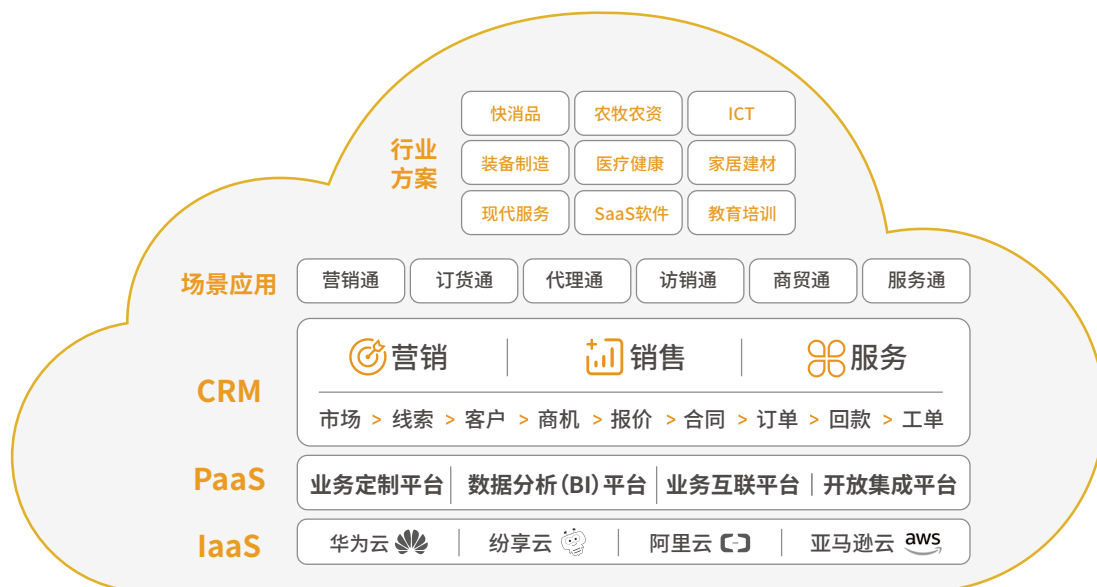 行业
方案
快消品 农牧农资 ICT
装备制造 医疗健康 家居建材
现代服务 SaaS软件 教育培训
场景应用 营销通 订货通 代理通 访销通 商贸通 服务通
CRM
营销 销售 服务
市场 > 线索 > 客户 > 商机 > 报价 > 合同 > 订单 > 回款 > 工单
PaaS 业务定制平台 数据分析(BI)平台 业务互联平台 开放集成平台
IaaS 华为云 纷享云 阿里云 亚马逊云 aws